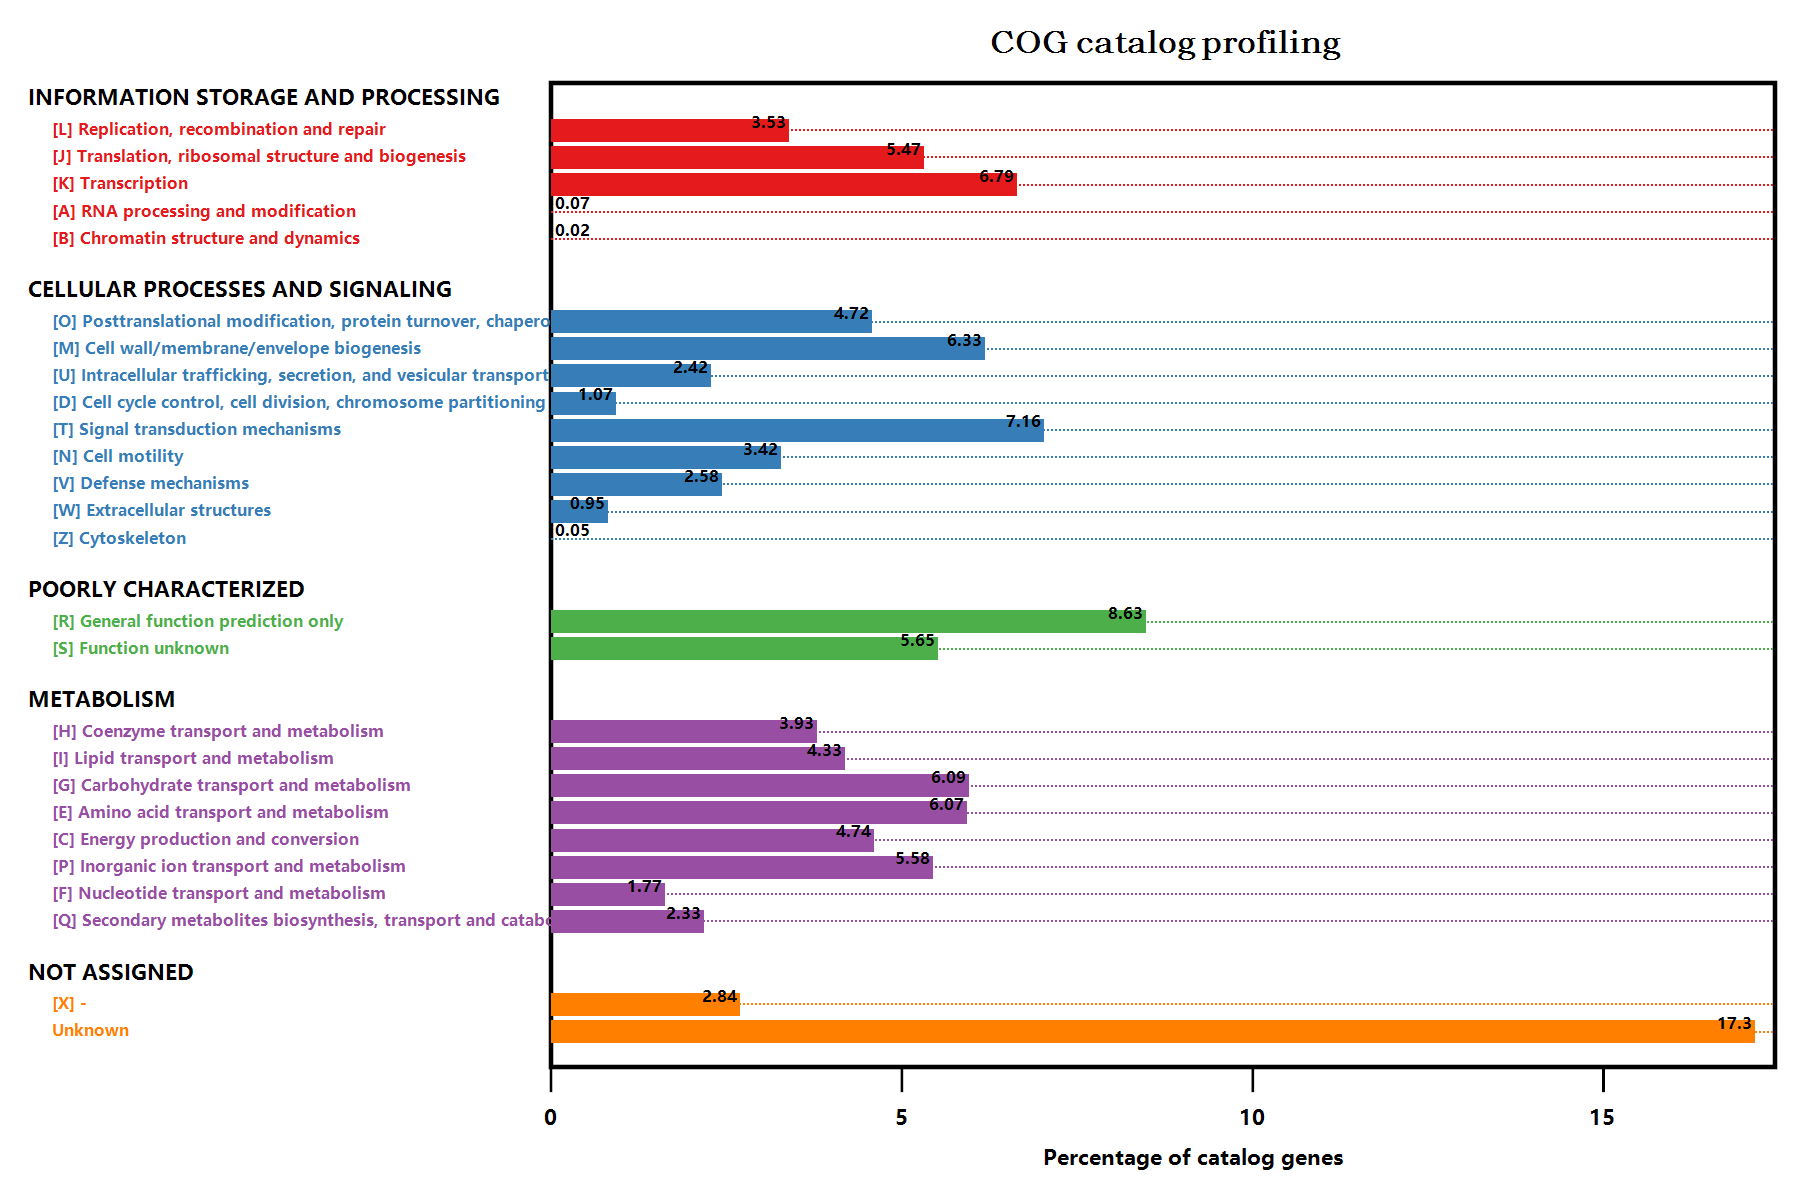 COG catalog profiling
INFORMATION STORAGE AND PROCESSING
[L] Replication, recombination and repair 3.53
[J] Translation, ribosomal structure and biogenesis 5.47
[K] Transcription 6.79
[A] RNA processing and modification 0.07
[B] Chromatin structure and dynamics 0.02
CELLULAR PROCESSES AND SIGNALING
[O] Posttranslational modification, protein turnover, chapero 4.72
[M] Cell wall/membrane/envelope biogenesis 6.33
[U] Intracellular trafficking, secretion, and vesicular transport 2.42
[D] Cell cycle control, cell division, chromosome partitioning 1.07
[T] Signal transduction mechanisms 7.16
[N] Cell motility 3.42
[V] Defense mechanisms 2.58
[W] Extracellular structures 0.95
[Z] Cytoskeleton 0.05
POORLY CHARACTERIZED
[R] General function prediction only 8.63
[S] Function unknown 5.65
METABOLISM
[H] Coenzyme transport and metabolism 3.93
[I] Lipid transport and metabolism 4.33
[G] Carbohydrate transport and metabolism 6.09
[E] Amino acid transport and metabolism 6.07
[C] Energy production and conversion 4.74
[P] Inorganic ion transport and metabolism 5.58
[F] Nucleotide transport and metabolism 1.77
[Q] Secondary metabolites biosynthesis, transport and catabo 2.33
NOT ASSIGNED
[X] - 2.84
Unknown 17.3
0 5 10 15
Percentage of catalog genes